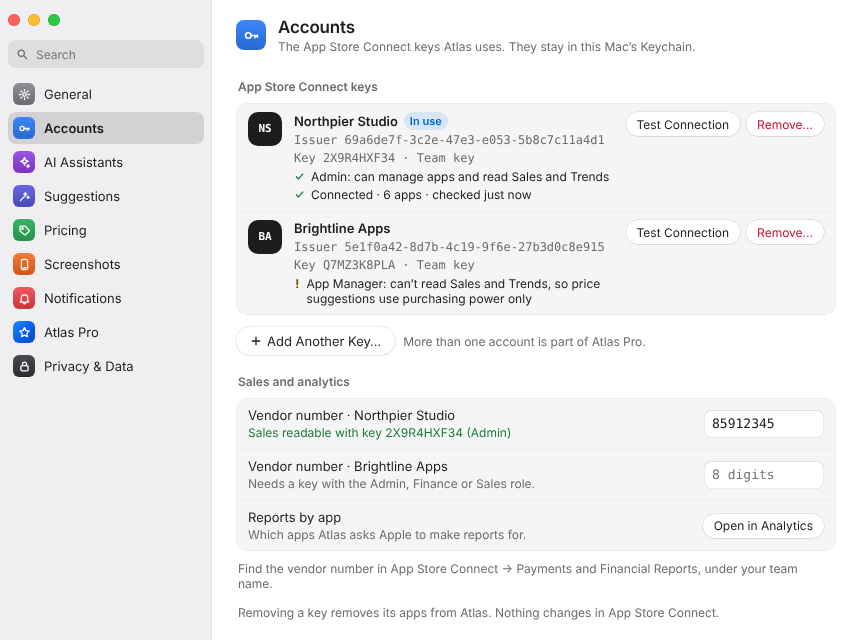 Search
General
Accounts
AI Assistants
Suggestions
Pricing
Screenshots
Notifications
Atlas Pro
Privacy & Data
Accounts
The App Store Connect keys Atlas uses. They stay in this Mac’s Keychain.
App Store Connect keys
NS
Northpier Studio In use
Issuer 69a6de7f-3c2e-47e3-e053-5b8c7c11a4d1
Key 2X9R4HXF34 · Team key
Admin: can manage apps and read Sales and Trends
Connected · 6 apps · checked just now
Test Connection
Remove…
BA
Brightline Apps
Issuer 5e1f0a42-8d7b-4c19-9f6e-27b3d0c8e915
Key Q7MZ3K8PLA · Team key
! App Manager: can’t read Sales and Trends, so price
suggestions use purchasing power only
Test Connection
Remove…
+ Add Another Key…
More than one account is part of Atlas Pro.
Sales and analytics
Vendor number · Northpier Studio
Sales readable with key 2X9R4HXF34 (Admin)
85912345
Vendor number · Brightline Apps
Needs a key with the Admin, Finance or Sales role.
8 digits
Reports by app
Which apps Atlas asks Apple to make reports for.
Open in Analytics
Find the vendor number in App Store Connect → Payments and Financial Reports, under your team
name.
Removing a key removes its apps from Atlas. Nothing changes in App Store Connect.